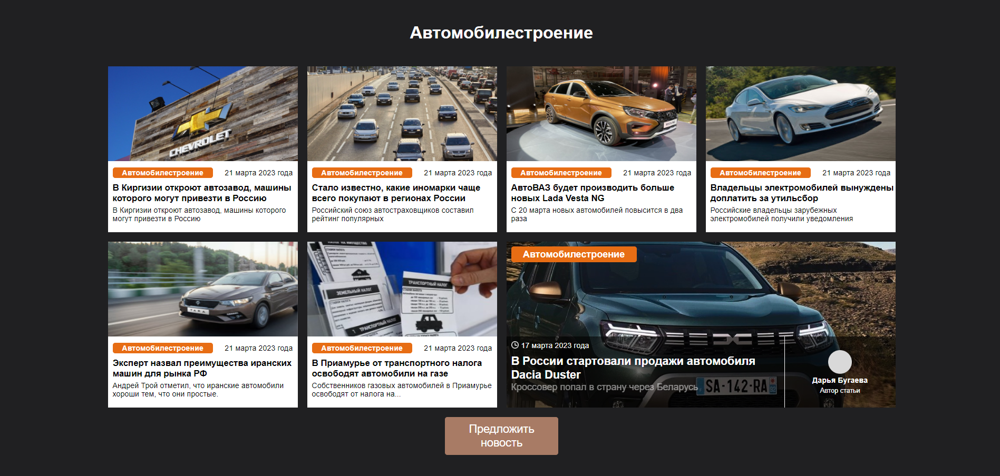 Автомобилестроение
CHEVROLET
Автомобилестроение 21 марта 2023 года
В Киргизии откроют автозавод, машины
которого могут привезти в Россию
В Киргизии откроют автозавод, машины которого
могут привезти в Россию
Автомобилестроение 21 марта 2023 года
Стало известно, какие иномарки чаще
всего покупают в регионах России
Российский союз автостраховщиков составил
рейтинг популярных
Автомобилестроение 21 марта 2023 года
АвтоВАЗ будет производить больше
новых Lada Vesta NG
С 20 марта новых автомобилей повысится в два
раза
Автомобилестроение 21 марта 2023 года
Владельцы электромобилей вынуждены
доплатить за утильсбор
Российские владельцы зарубежных
электромобилей получили уведомления
TARA
Автомобилестроение 21 марта 2023 года
Эксперт назвал преимущества иранских
машин для рынка РФ
Андрей Трой отметил, что иранские автомобили
хороши тем, что они простые.
НАЛОГ НА ИМУЩЕСТВО
ЗЕМЕЛЬНЫЙ НАЛОГ
ТРАНСПОРТНЫЙ НАЛОГ
ТРАНСПОРТНЫЙ НАЛОГ
Автомобилестроение 21 марта 2023 года
В Приамурье от транспортного налога
освободят автомобили на газе
Собственников газовых автомобилей в Приамурье
освободят от налога на...
Автомобилестроение
17 марта 2023 года
В России стартовали продажи автомобиля
Dacia Duster
Кроссовер попал в страну через Беларусь
SA-142-RA
92
Дарья Бугаева
Автор статьи
Предложить
новость